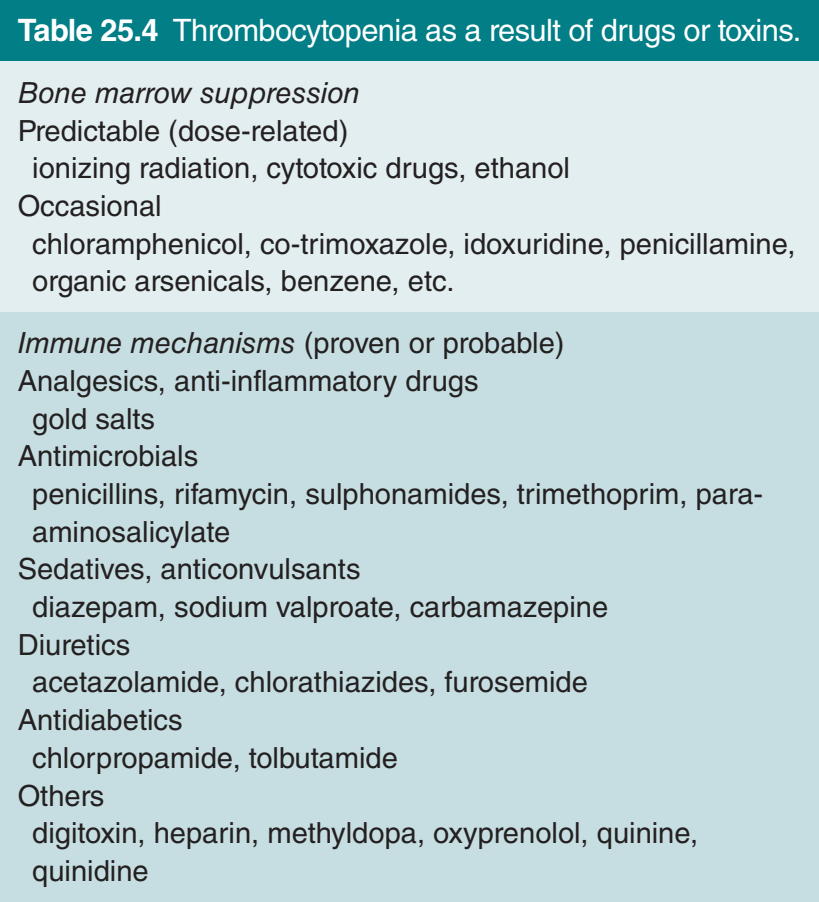 Table 25.4 Thrombocytopenia as a result of drugs or toxins.
Bone marrow suppression
Predictable (dose-related)
ionizing radiation, cytotoxic drugs, ethanol
Occasional
chloramphenicol, co-trimoxazole, idoxuridine, penicillamine,
organic arsenicals, benzene, etc.
Immune mechanisms (proven or probable)
Analgesics, anti-inflammatory drugs
gold salts
Antimicrobials
penicillins, rifamycin, sulphonamides, trimethoprim, para-
aminosalicylate
Sedatives, anticonvulsants
diazepam, sodium valproate, carbamazepine
Diuretics
acetazolamide, chlorathiazides, furosemide
Antidiabetics
chlorpropamide, tolbutamide
Others
digitoxin, heparin, methyldopa, oxyprenolol, quinine,
quinidine